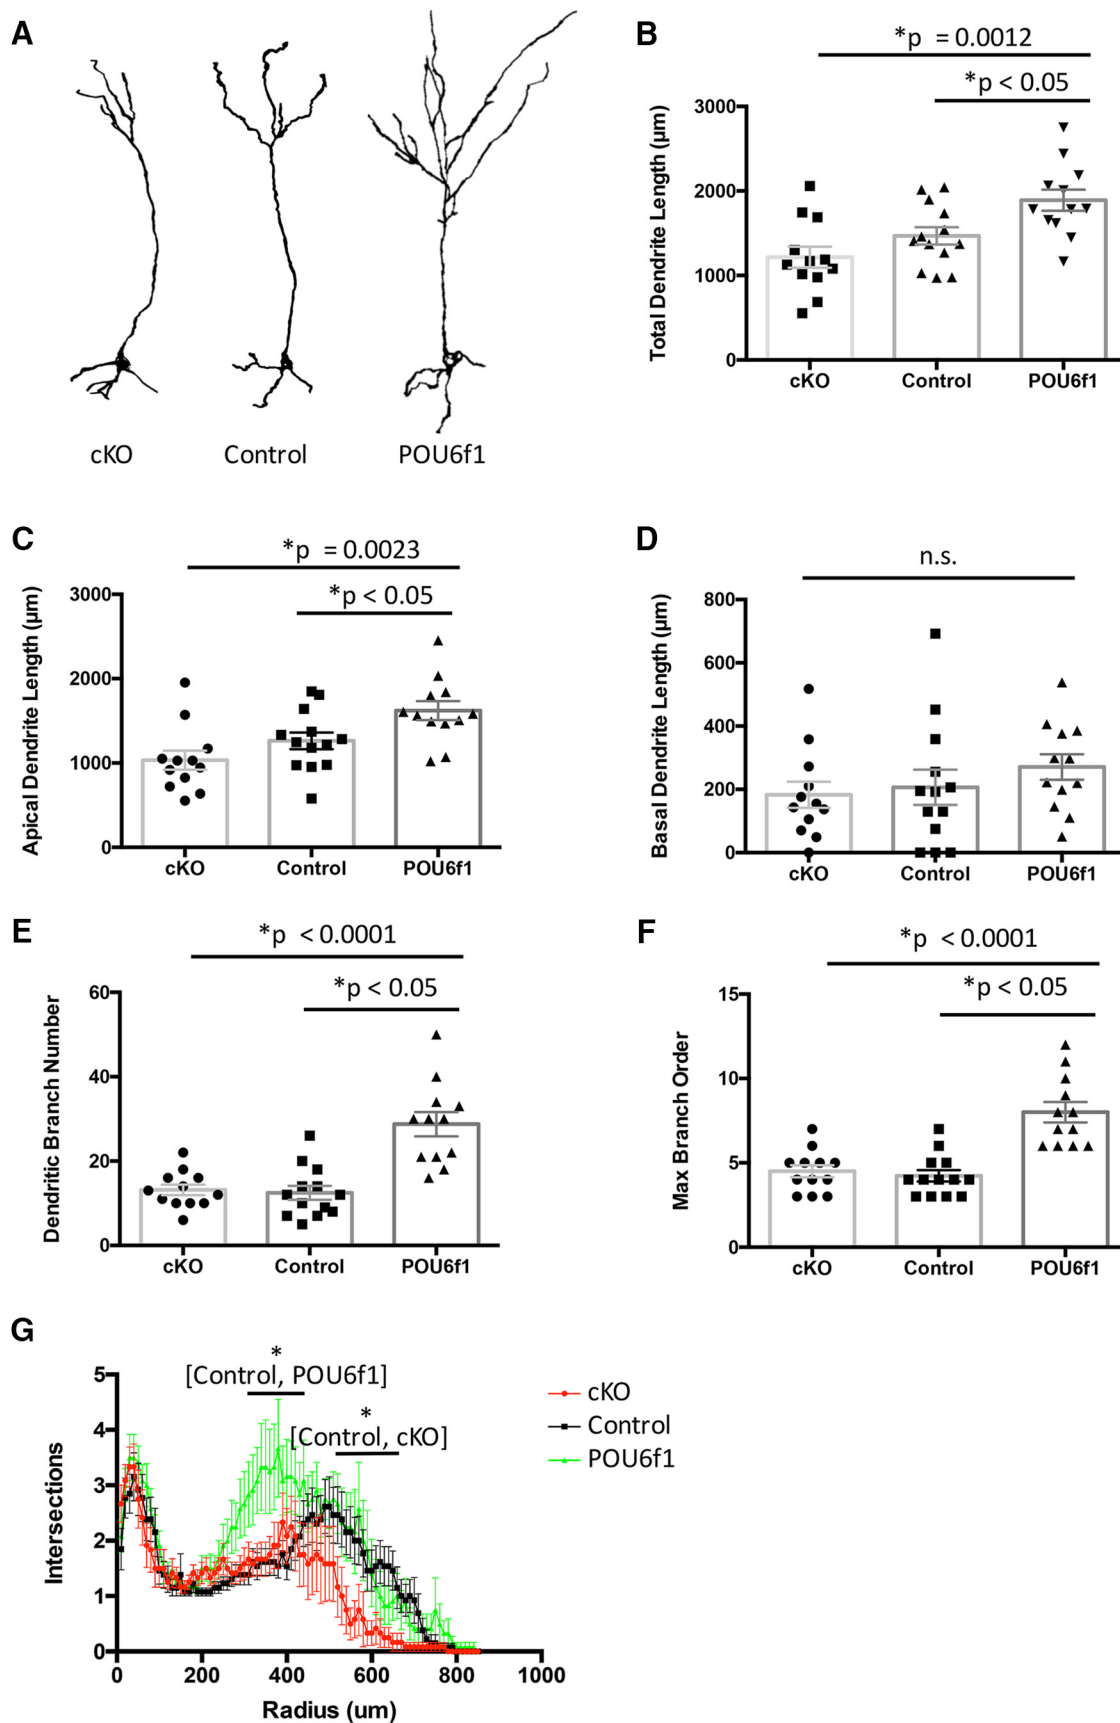 A
cKO
Control
POU6f1
B
*p = 0.0012
*p < 0.05
Total Dendrite Length (µm)
3000
2000
1000
0
cKO
Control
POU6f1
C
*p = 0.0023
*p < 0.05
Apical Dendrite Length (µm)
3000
2000
1000
0
cKO
Control
POU6f1
D
n.s.
Basal Dendrite Length (µm)
800
600
400
200
0
cKO
Control
POU6f1
E
*p < 0.0001
*p < 0.05
Dendritic Branch Number
60
40
20
0
cKO
Control
POU6f1
F
*p < 0.0001
*p < 0.05
Max Branch Order
15
10
5
0
cKO
Control
POU6f1
G
*
[Control, POU6f1]
*
[Control, cKO]
cKO
Control
POU6f1
Intersections
5
4
3
2
1
0
0 200 400 600 800 1000
Radius (um)